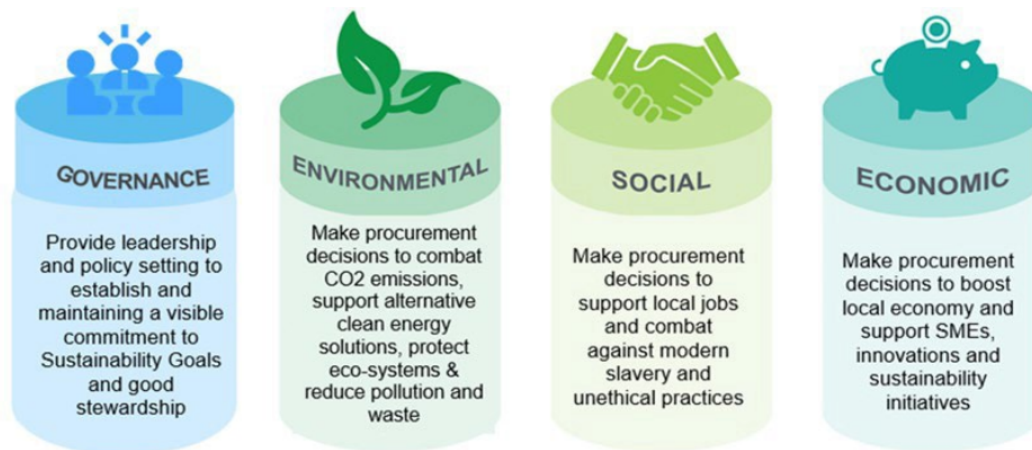 GOVERNANCE
Provide leadership
and policy setting to
establish and
maintaining a visible
commitment to
Sustainability Goals
and good
stewardship
ENVIRONMENTAL
Make procurement
decisions to combat
CO2 emissions,
support alternative
clean energy
solutions, protect
eco-systems &
reduce pollution and
waste
SOCIAL
Make procurement
decisions to
support local jobs
and combat
against modern
slavery and
unethical practices
ECONOMIC
Make procurement
decisions to boost
local economy and
support SMEs,
innovations and
sustainability
initiatives